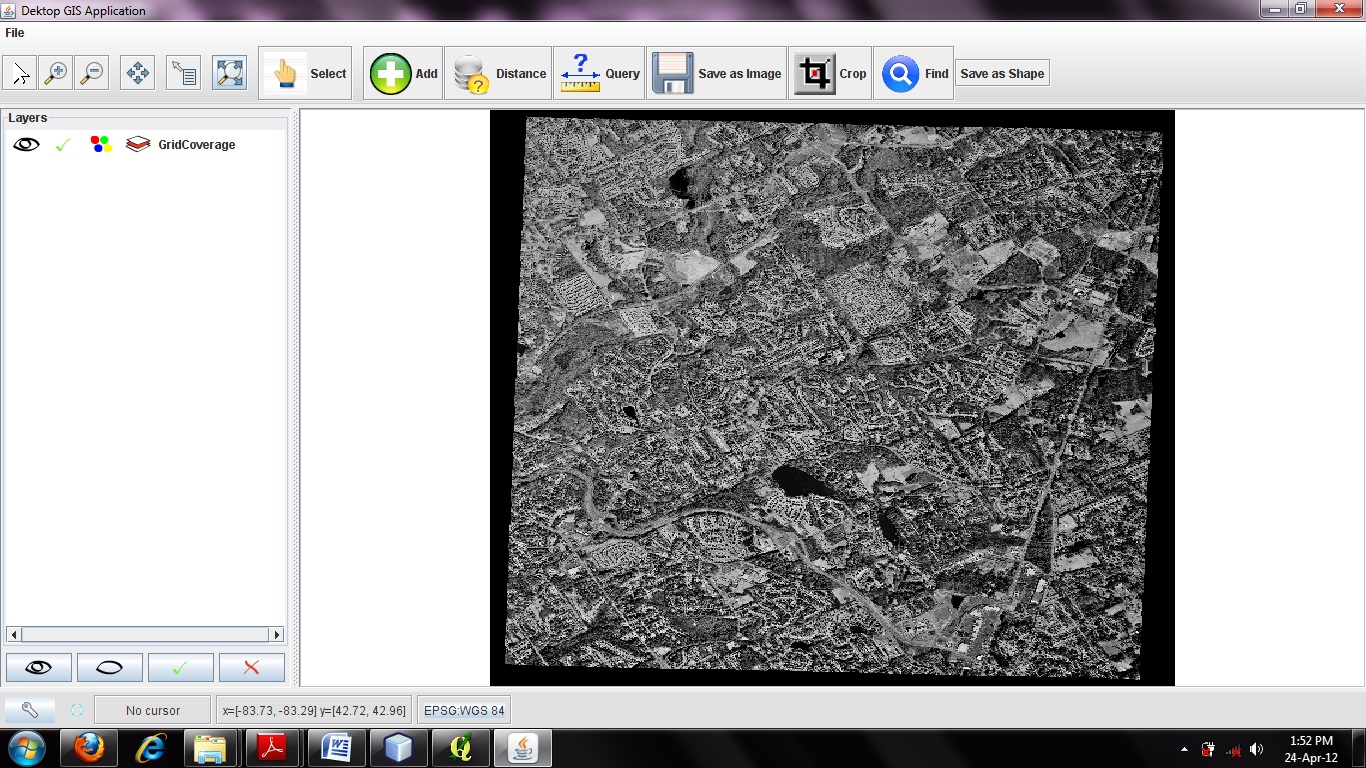 Dektop GIS Application
File
Select
Add
Distance
Query
Save as Image
Crop
Find
Save as Shape
Layers
GridCoverage
No cursor
x=[-83.73, -83.29] y=[42.72, 42.96]
EPSG:WGS 84
1:52 PM
24-Apr-12